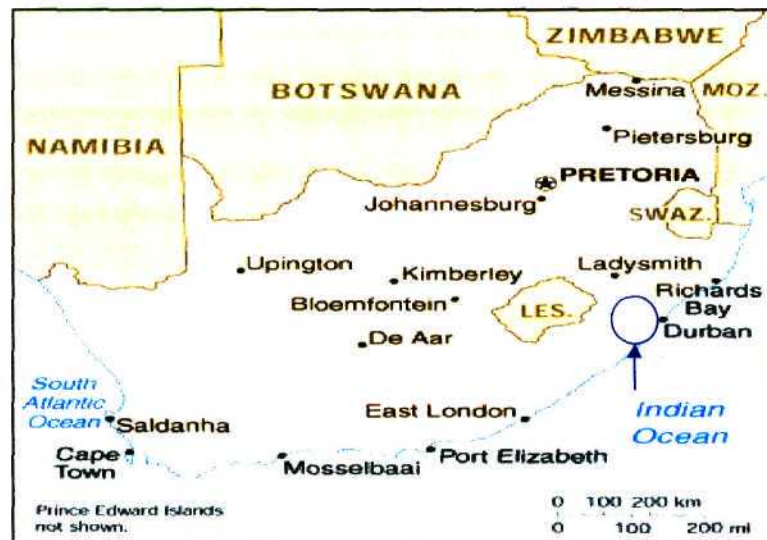 ZIMBABWE
BOTSWANA
Messina
MOZ.
NAMIBIA
Pietersburg
PRETORIA
Johannesburg
SWAZ.
Upington
Kimberley
Ladysmith
Bloemfontein
LES.
Richards
Bay
Durban
De Aar
South
Atlantic
Ocean
Saldanha
East London
Indian
Ocean
Cape
Town
Mosselbaai
Port Elizabeth
Prince Edward Islands
not shown.
0 100 200 km
0 100 200 mi